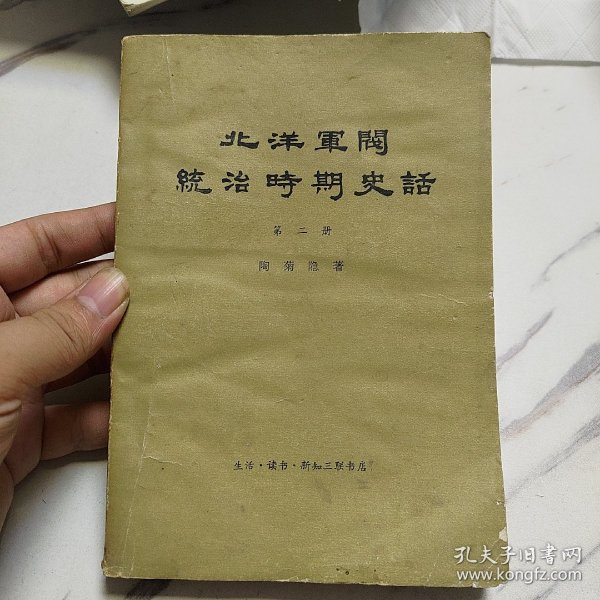 北洋軍閥
統治時期史話
第二册
陶菊隐著
生活·读书·新知三联书店
孔夫子旧书网
www.kongfz.com